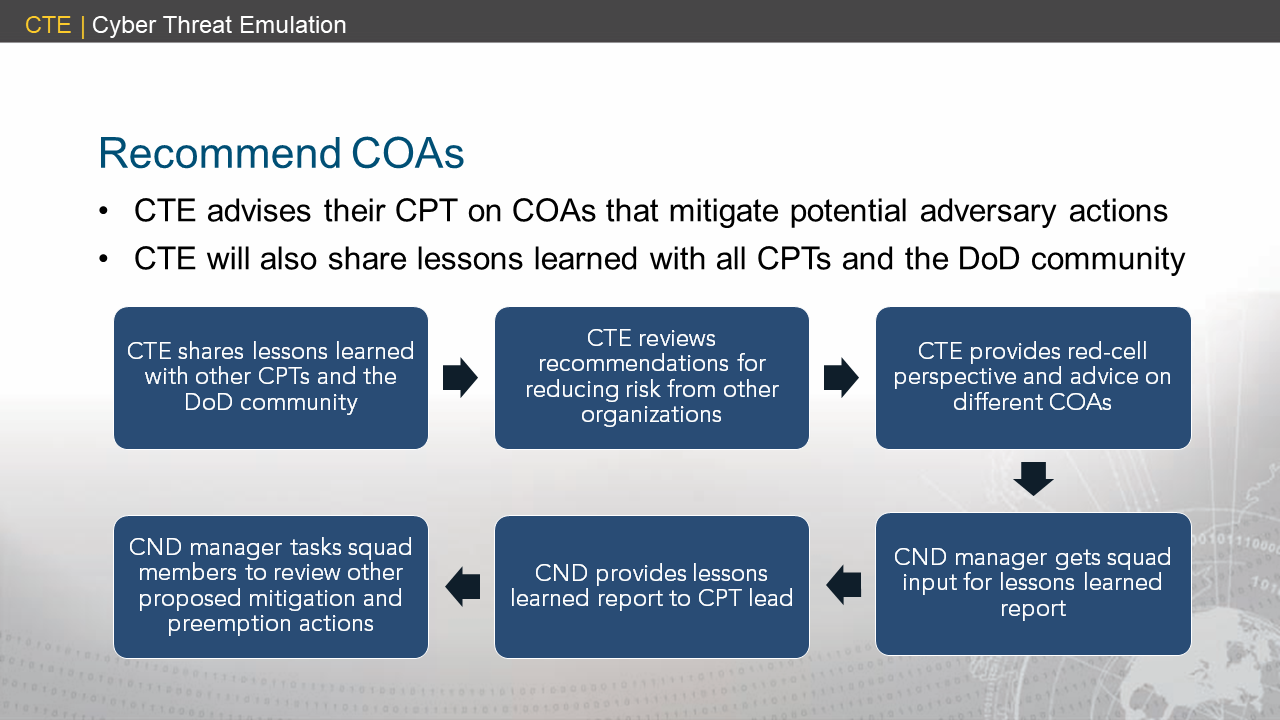 CTE | Cyber Threat Emulation
Recommend COAs
• CTE advises their CPT on COAs that mitigate potential adversary actions
• CTE will also share lessons learned with all CPTs and the DoD community
CTE shares lessons learned
with other CPTs and the
DoD community
CTE reviews
recommendations for
reducing risk from other
organizations
CTE provides red-cell
perspective and advice on
different COAs
CND manager gets squad
input for lessons learned
report
CND provides lessons
learned report to CPT lead
CND manager tasks squad
members to review other
proposed mitigation and
preemption actions